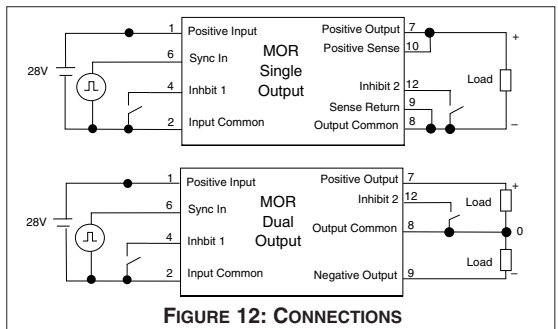 1 Positive Input
6 Sync In
4 Inhbit 1
2 Input Common
28V
MOR
Single
Output
Positive Output 7
Positive Sense 10
Inhibit 2 12
Sense Return 9
Output Common 8
+
Load
–
1 Positive Input
6 Sync In
4 Inhbit 1
2 Input Common
28V
MOR
Dual
Output
Positive Output 7
Inhibit 2 12
Output Common 8
Negative Output 9
+
Load
0
Load
–
FIGURE 12: CONNECTIONS